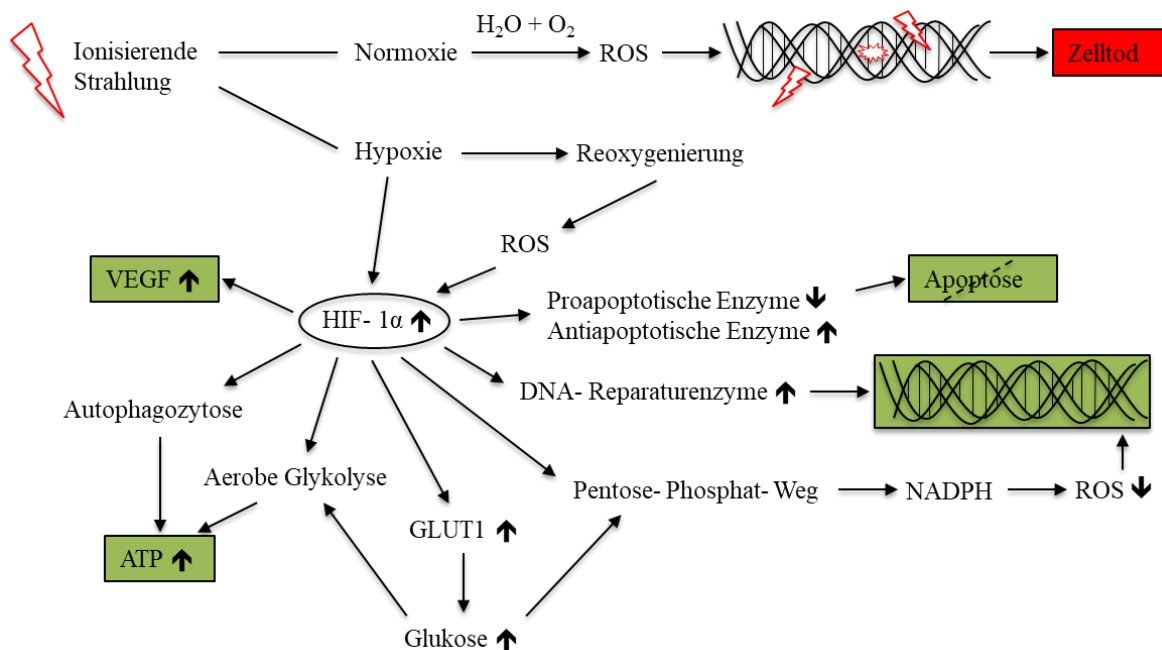 Ionisierende
Strahlung
Normoxie
H₂O + O₂
ROS
Zelltod
Hypoxie
Reoxygenierung
ROS
VEGF
HIF- 1α
Proapoptotische Enzyme
Antiapoptotische Enzyme
Apoptose
DNA- Reparaturenzyme
Autophagozytose
Aerobe Glykolyse
Pentose- Phosphat- Weg
NADPH
ROS
GLUT1
ATP
Glukose